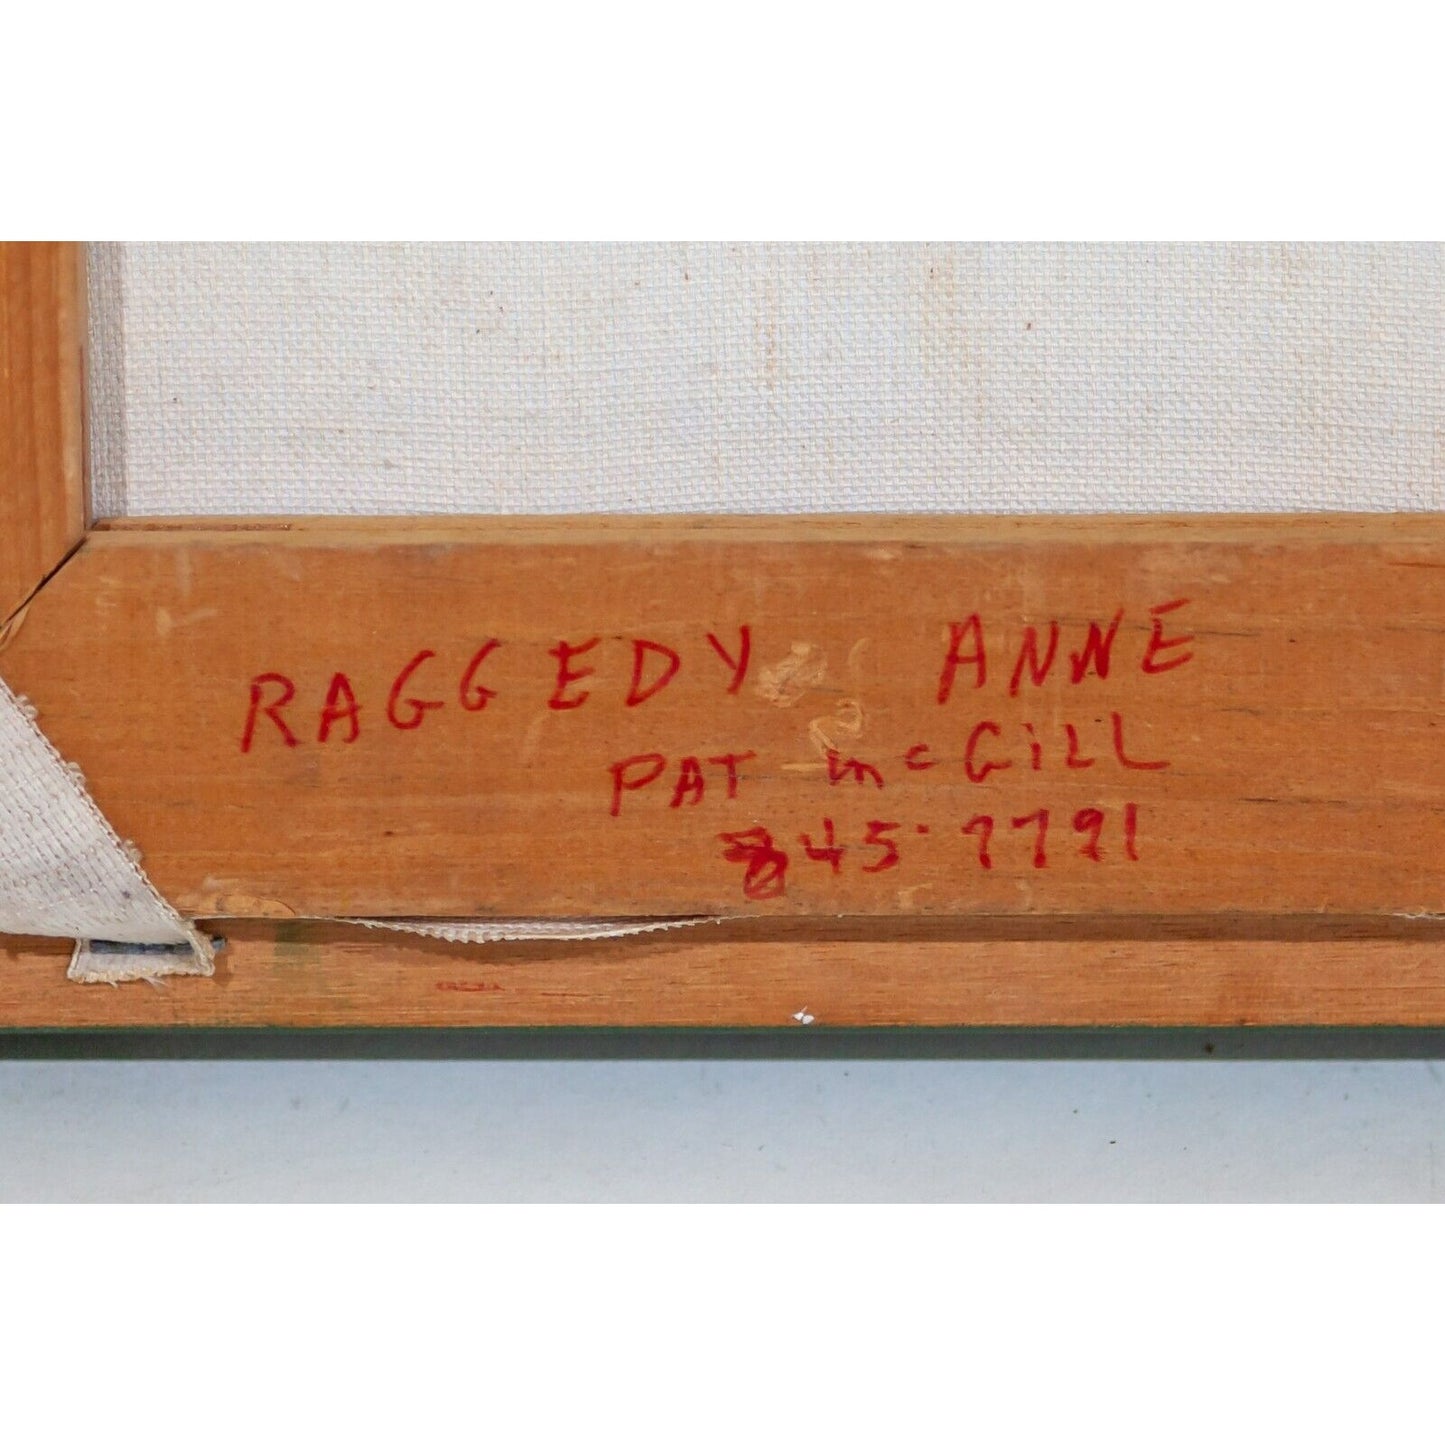 RAGGEDY ANNE
PAT McGiLL
845-7791